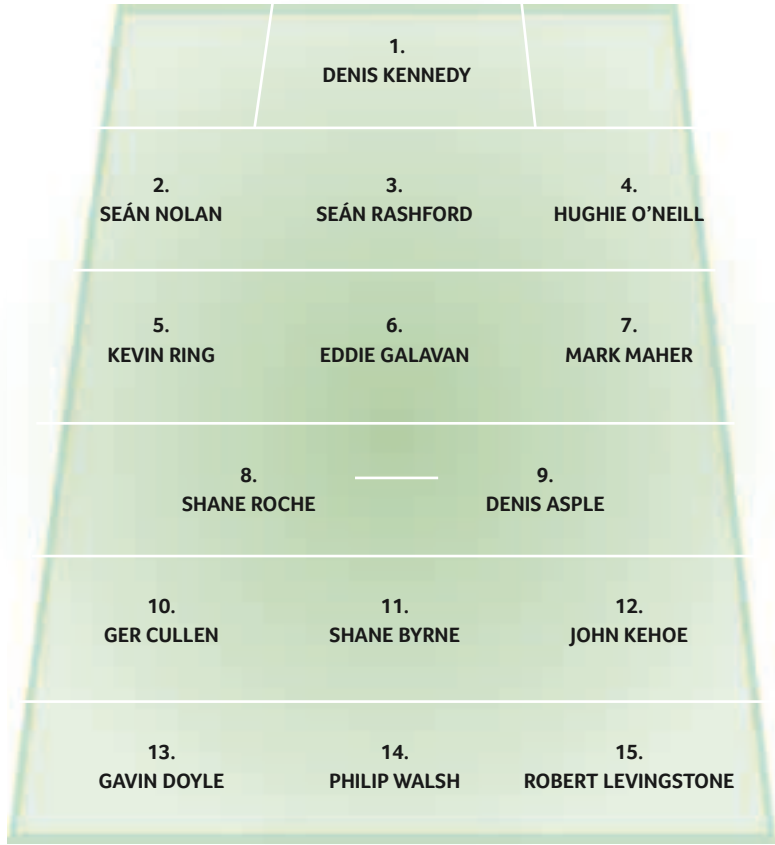 1.
DENIS KENNEDY
2.
SEÁN NOLAN
3.
SEÁN RASHFORD
4.
HUGHIE O’NEILL
5.
KEVIN RING
6.
EDDIE GALAVAN
7.
MARK MAHER
8.
SHANE ROCHE
9.
DENIS ASPLE
10.
GER CULLEN
11.
SHANE BYRNE
12.
JOHN KEHOE
13.
GAVIN DOYLE
14.
PHILIP WALSH
15.
ROBERT LEVINGSTONE